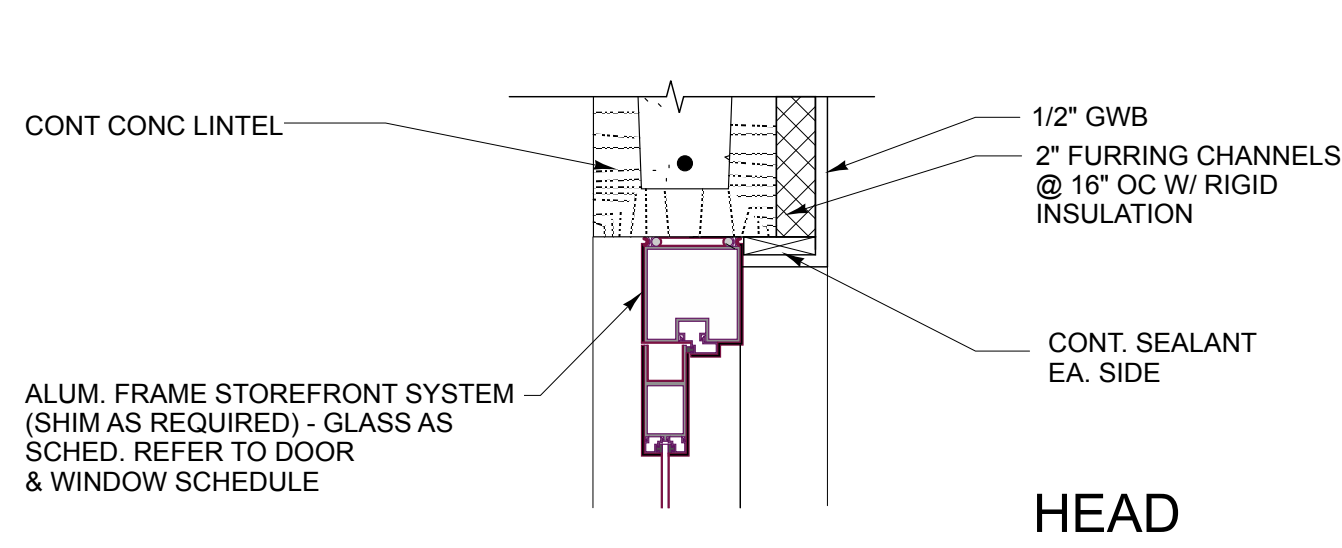 CONT CONC LINTEL
1/2" GWB
2" FURRING CHANNELS
@ 16" OC W/ RIGID
INSULATION
CONT. SEALANT
EA. SIDE
ALUM. FRAME STOREFRONT SYSTEM
(SHIM AS REQUIRED) - GLASS AS
SCHED. REFER TO DOOR
& WINDOW SCHEDULE
HEAD